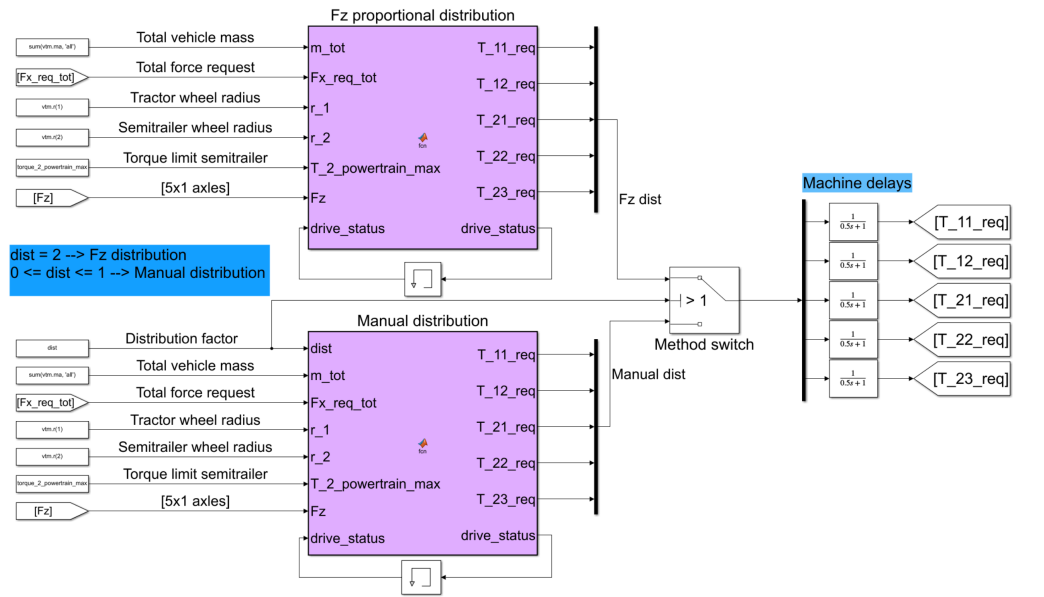 Fz proportional distribution
sum(vtm.ma, 'all')
Total vehicle mass
m_tot
T_11_req
[Fx_req_tot]
Total force request
Fx_req_tot
T_12_req
vtm.r(1)
Tractor wheel radius
r_1
T_21_req
vtm.r(2)
Semitrailer wheel radius
r_2
fcn
T_22_req
torque_2_powertrain_max
Torque limit semitrailer
T_2_powertrain_max
T_23_req
[Fz]
[5x1 axles]
Fz
drive_status
drive_status
Fz dist
dist = 2 --> Fz distribution
0 <= dist <= 1 --> Manual distribution
> 1
Method switch
Machine delays
1
0.5s + 1
[T_11_req]
1
0.5s + 1
[T_12_req]
1
0.5s + 1
[T_21_req]
1
0.5s + 1
[T_22_req]
1
0.5s + 1
[T_23_req]
Manual distribution
dist
Distribution factor
dist
T_11_req
sum(vtm.ma, 'all')
Total vehicle mass
m_tot
T_12_req
[Fx_req_tot]
Total force request
Fx_req_tot
Manual dist
vtm.r(1)
Tractor wheel radius
r_1
T_21_req
vtm.r(2)
Semitrailer wheel radius
r_2
fcn
T_22_req
torque_2_powertrain_max
Torque limit semitrailer
T_2_powertrain_max
T_23_req
[Fz]
[5x1 axles]
Fz
drive_status
drive_status